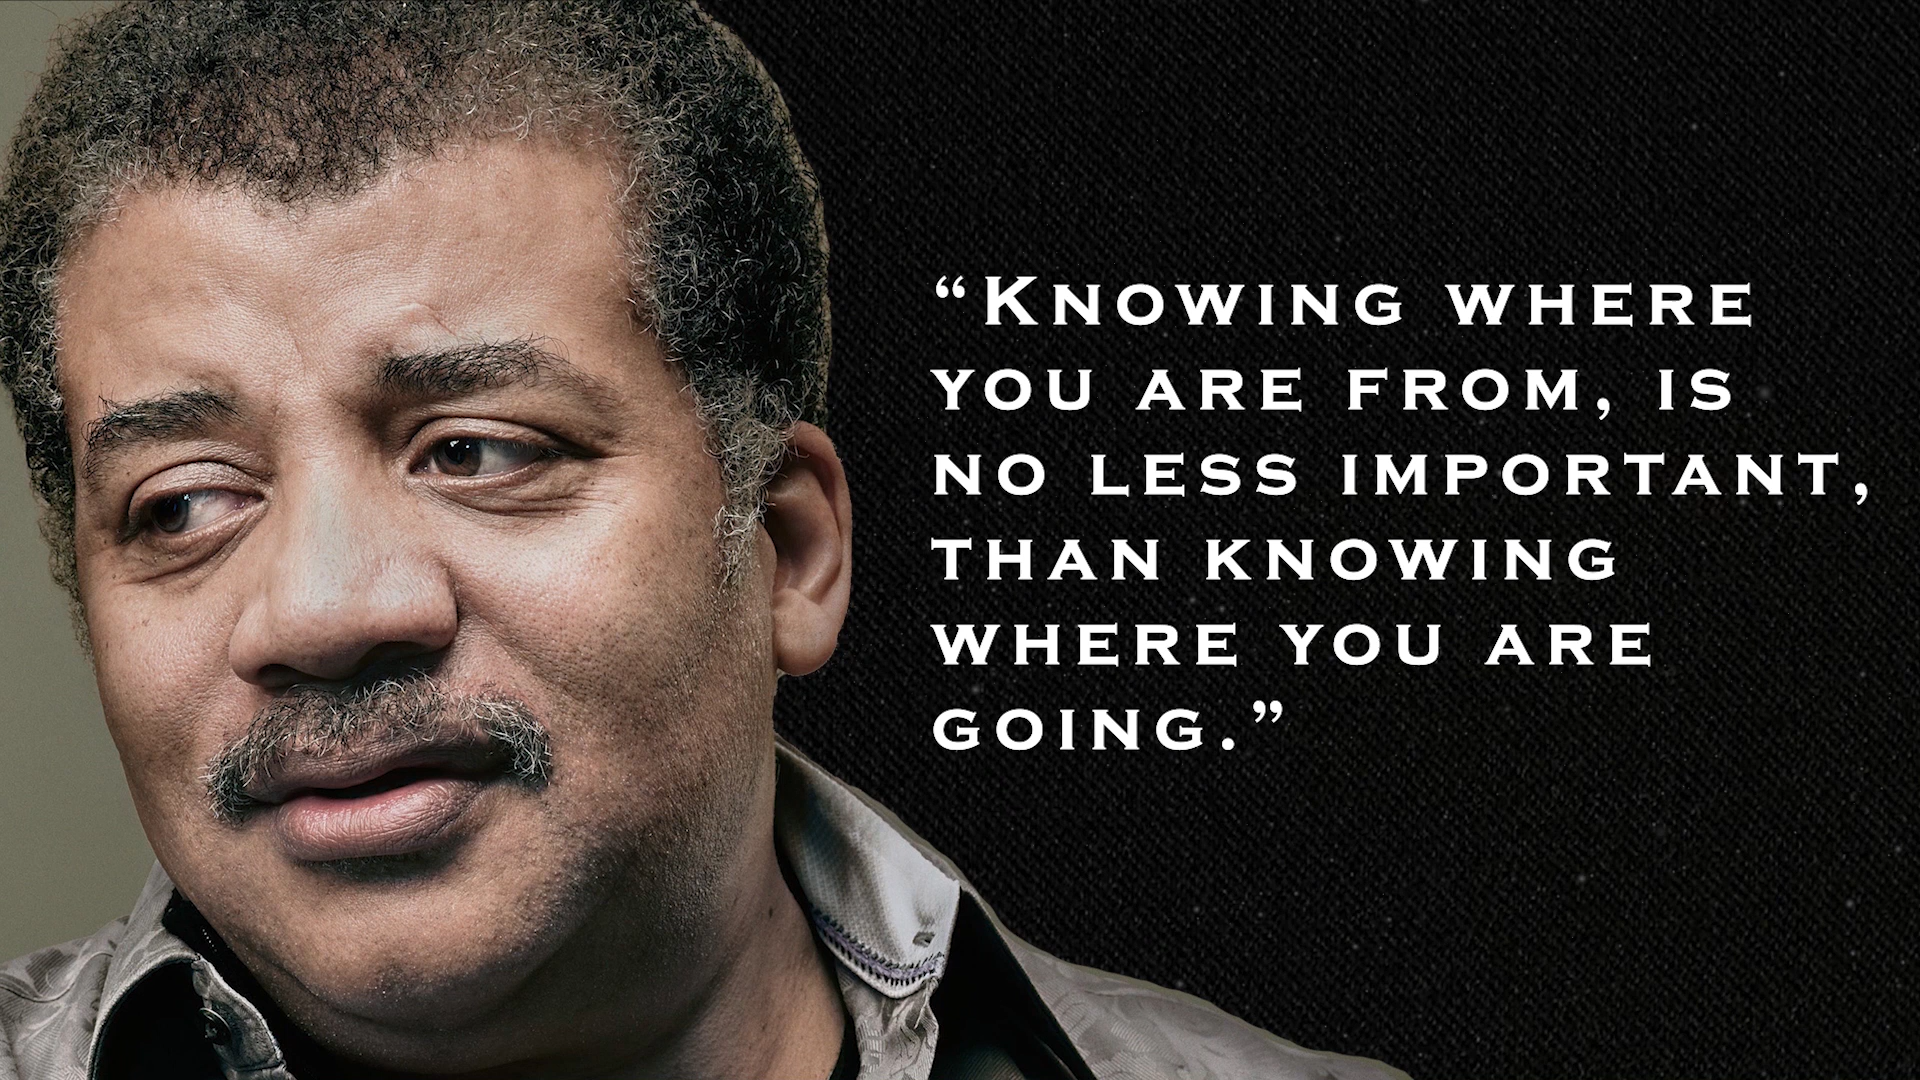 “Knowing where
you are from, is
no less important,
than knowing
where you are
going.”